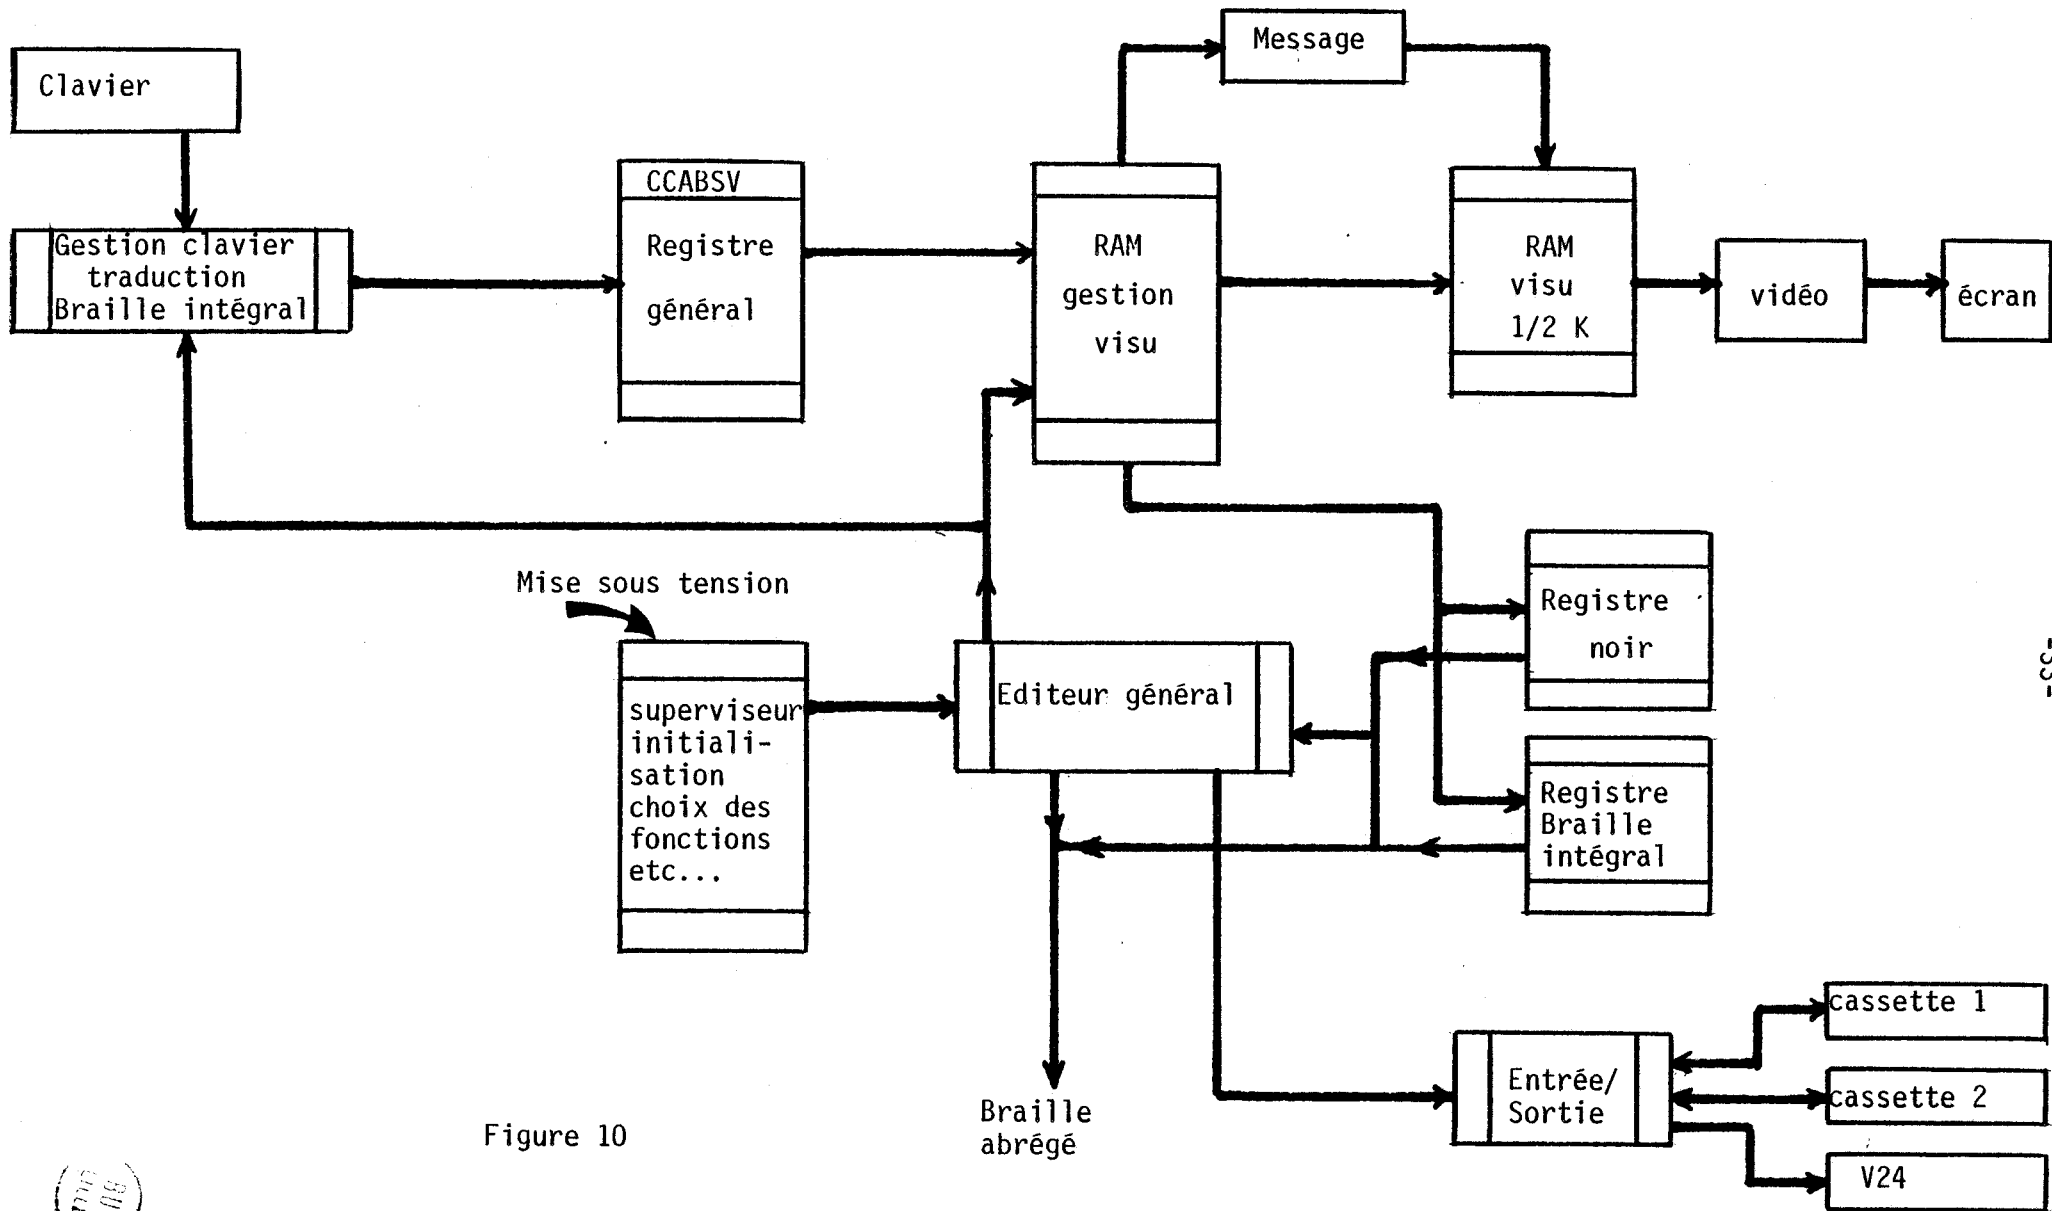 Message
Clavier
CCABSV
Registre
général
Gestion clavier
traduction
Braille intégral
RAM
gestion
visu
RAM
visu
1/2 K
vidéo
écran
Mise sous tension
superviseur
initiali-
sation
choix des
fonctions
etc...
Editeur général
Registre
noir
Registre
Braille
intégral
Braille
abrégé
Entrée/
Sortie
cassette 1
cassette 2
V24
Figure 10